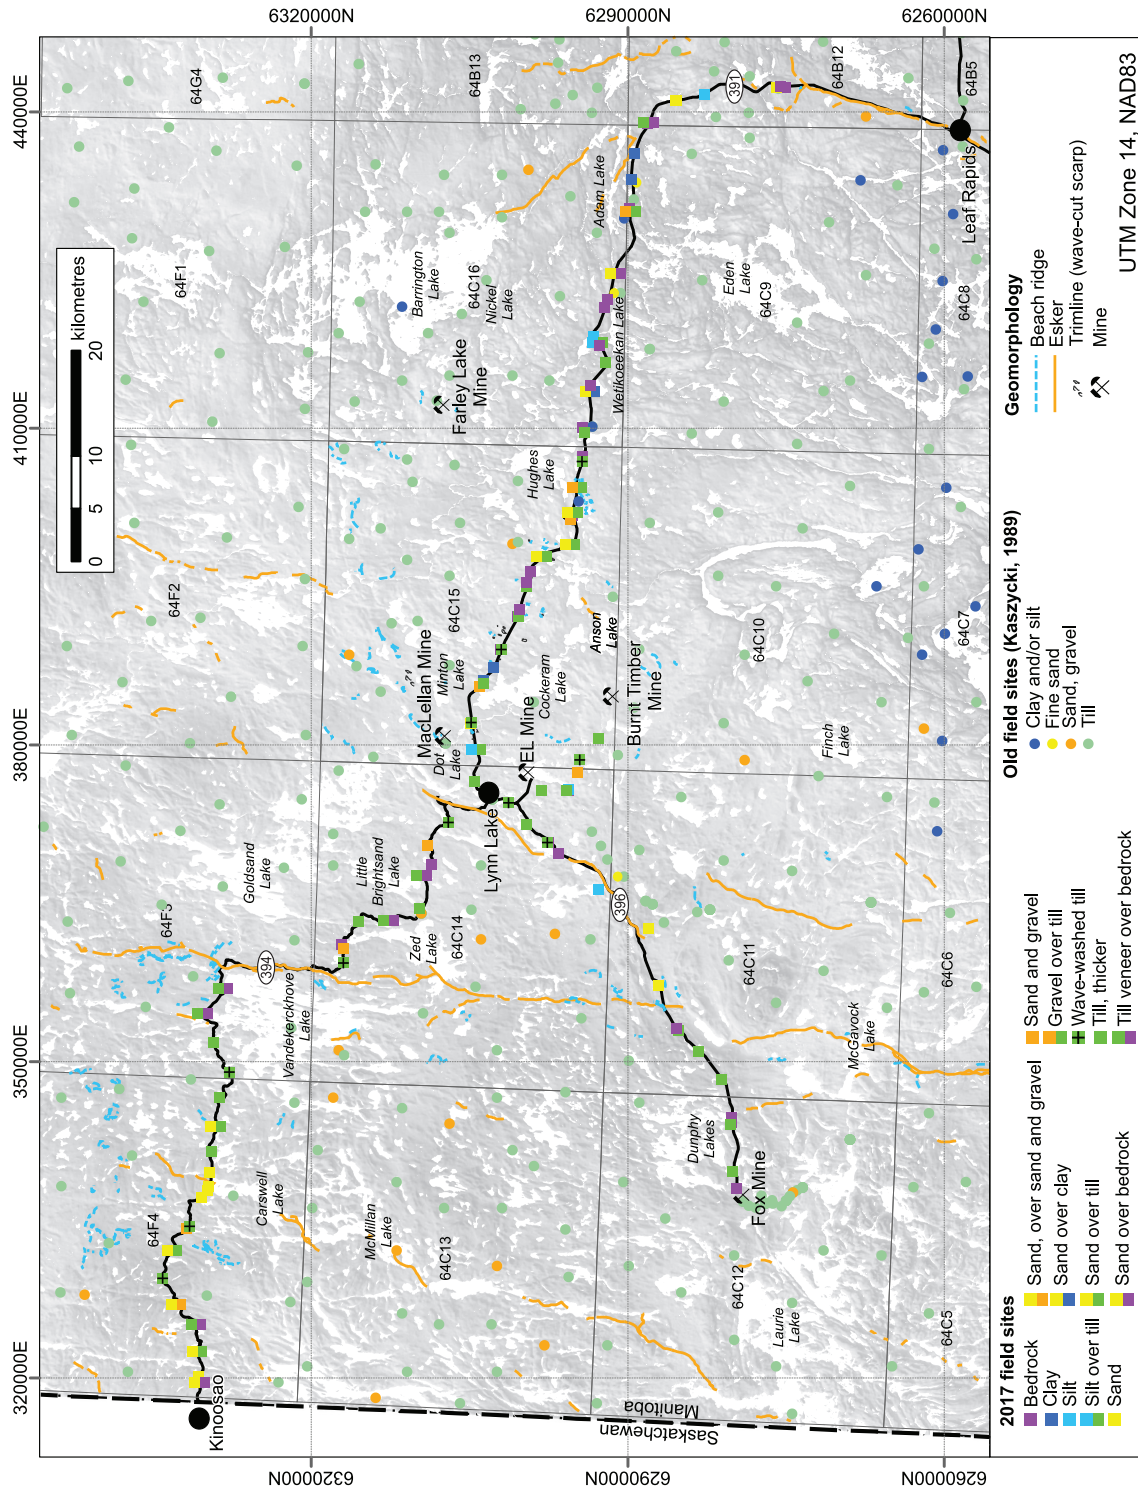 6320000N
6290000N
6260000N
440000E
410000E
380000E
350000E
320000E
6320000N
6290000N
6260000N
0 5 10 20 kilometres
64G4
64B13
64B12
64B5
64F1
64C16
64C9
64C8
64F2
64C15
64C10
64C7
64F3
64C14
64C11
64C6
64F4
64C13
64C12
64C5
391
394
396
Barrington
Lake
Nickel
Lake
Adam Lake
Eden
Lake
Wetikoeekan Lake
Farley Lake
Mine
Hughes
Lake
Leaf Rapids
MacLellan Mine
Minton
Lake
Dot
Lake
EL Mine
Cockeram
Lake
Anson
Lake
Burnt Timber
Mine
Finch
Lake
Lynn Lake
Goldsand
Lake
Little
Brightsand
Lake
Zed
Lake
Vandekerckhove
Lake
McGavock
Lake
Dunphy
Lakes
Fox Mine
Carswell
Lake
McMillan
Lake
Laurie
Lake
Kinoosao
Manitoba
Saskatchewan
2017 field sites
Bedrock
Clay
Silt
Silt over till
Sand
Sand, over sand and gravel
Sand over clay
Sand over till
Sand over bedrock
Sand and gravel
Gravel over till
Wave-washed till
Till, thicker
Till veneer over bedrock
Old field sites (Kaszycki, 1989)
Clay and/or silt
Fine sand
Sand, gravel
Till
Geomorphology
Beach ridge
Esker
Trimline (wave-cut scarp)
Mine
UTM Zone 14, NAD83